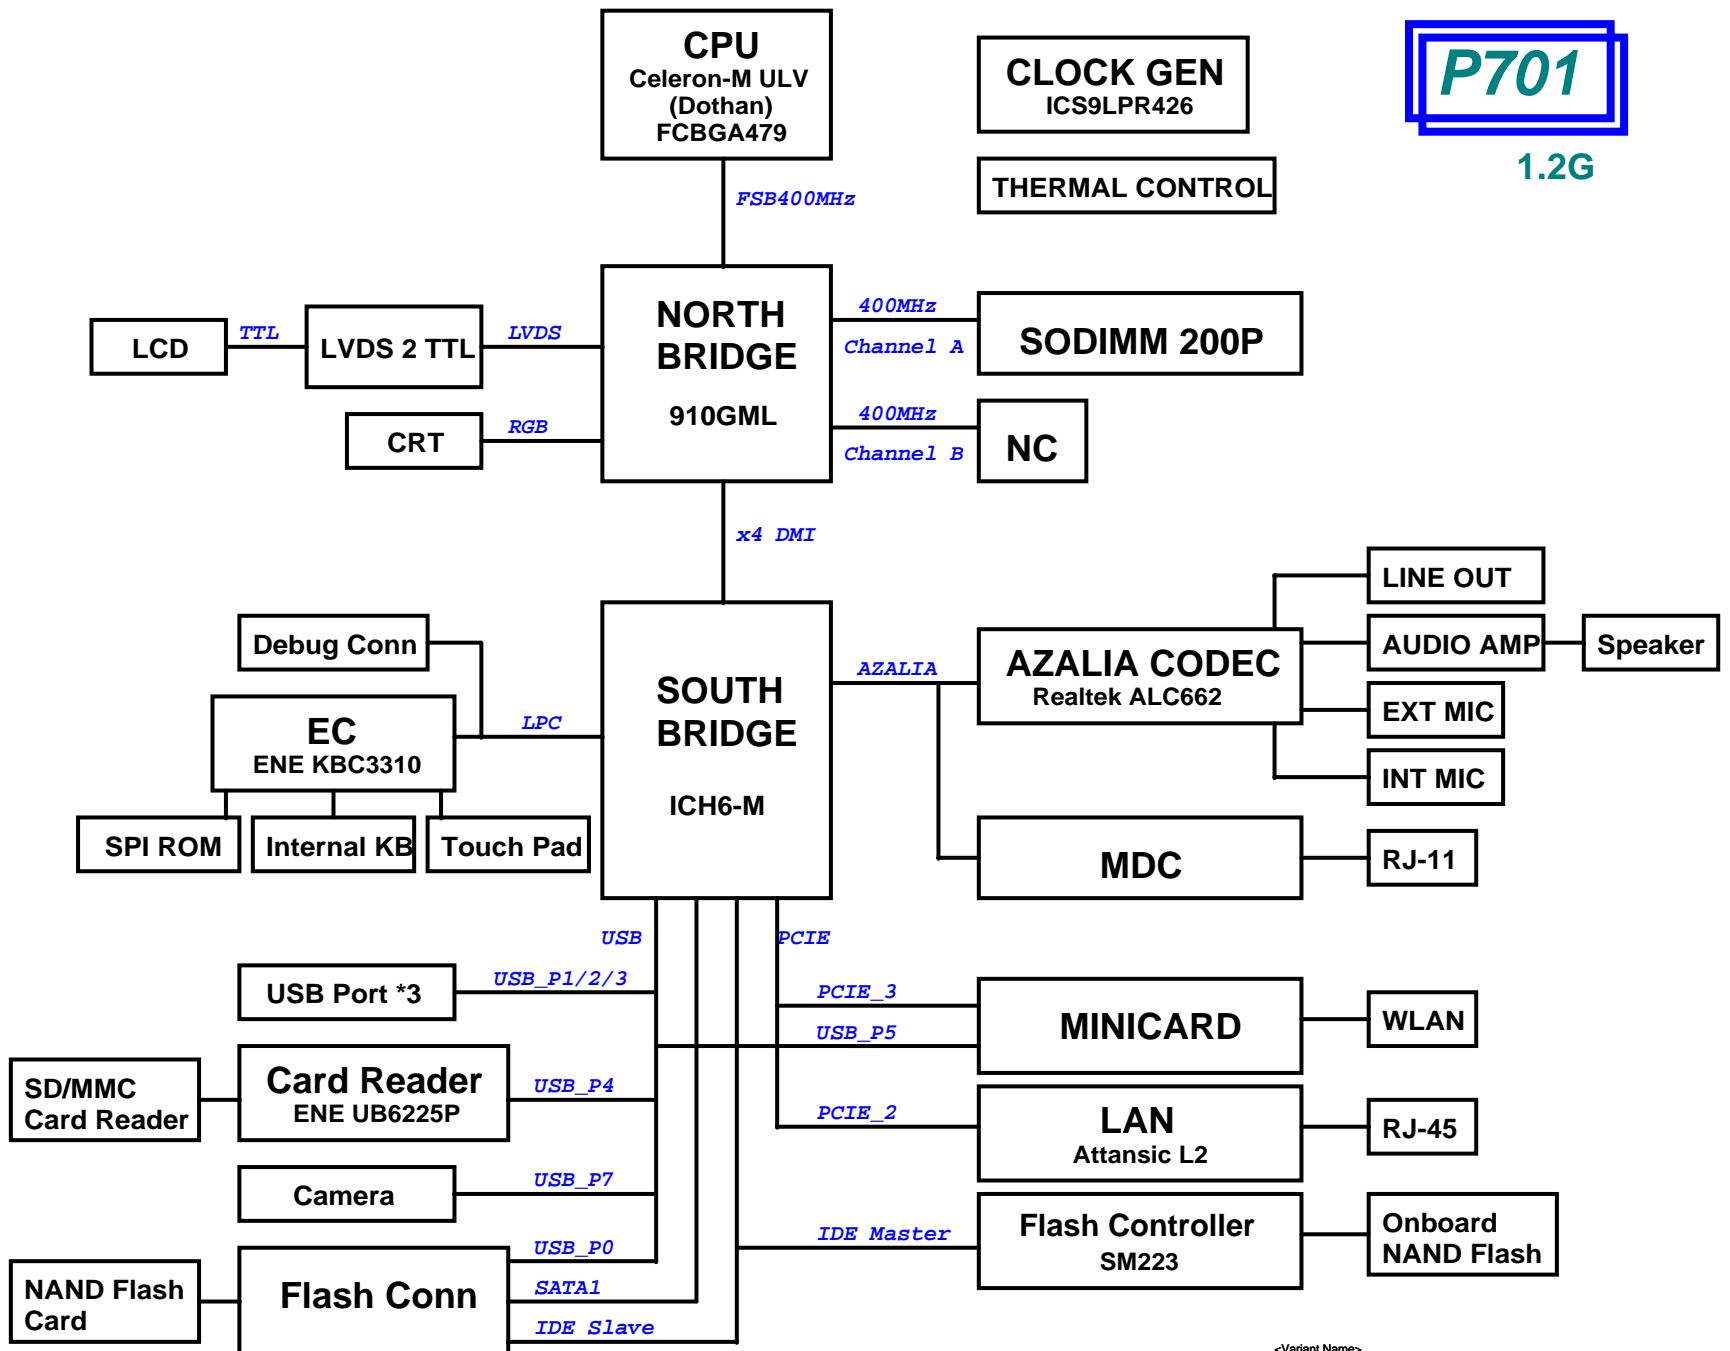 CPU
Celeron-M ULV
(Dothan)
FCBGA479
CLOCK GEN
ICS9LPR426
P701
1.2G
THERMAL CONTROL
FSB400MHz
NORTH
BRIDGE
910GML
LCD
TTL
LVDS 2 TTL
LVDS
CRT
RGB
400MHz
Channel A
SODIMM 200P
400MHz
Channel B
NC
x4 DMI
SOUTH
BRIDGE
ICH6-M
Debug Conn
EC
ENE KBC3310
LPC
SPI ROM
Internal KB
Touch Pad
AZALIA
AZALIA CODEC
Realtek ALC662
LINE OUT
AUDIO AMP
Speaker
EXT MIC
INT MIC
MDC
RJ-11
USB
PCIE
USB Port *3
USB_P1/2/3
PCIE_3
USB_P5
MINICARD
WLAN
SD/MMC
Card Reader
Card Reader
ENE UB6225P
USB_P4
PCIE_2
LAN
Attansic L2
RJ-45
Camera
USB_P7
IDE Master
Flash Controller
SM223
Onboard
NAND Flash
NAND Flash
Card
Flash Conn
USB_P0
SATA1
IDE Slave
<Variant Name>